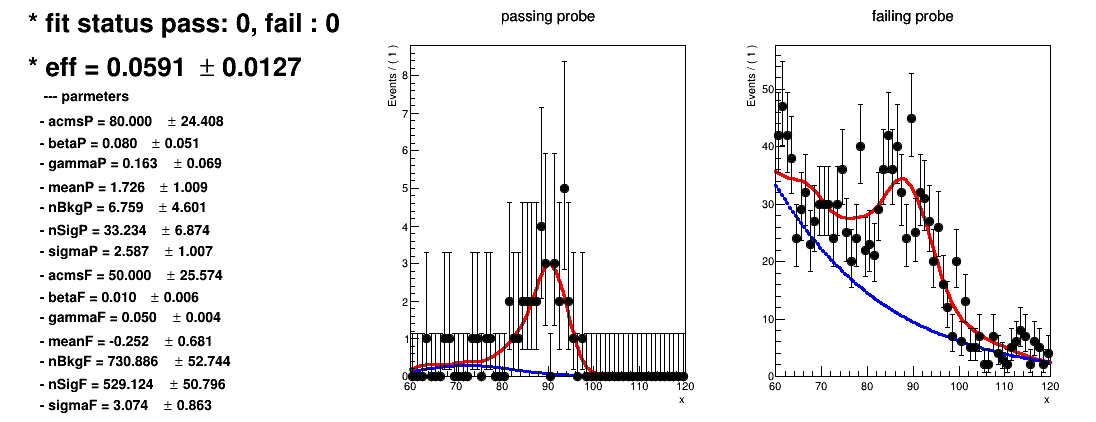 * fit status pass: 0, fail : 0
* eff = 0.0591 ± 0.0127
--- parmeters
- acmsP = 80.000 ± 24.408
- betaP = 0.080 ± 0.051
- gammaP = 0.163 ± 0.069
- meanP = 1.726 ± 1.009
- nBkgP = 6.759 ± 4.601
- nSigP = 33.234 ± 6.874
- sigmaP = 2.587 ± 1.007
- acmsF = 50.000 ± 25.574
- betaF = 0.010 ± 0.006
- gammaF = 0.050 ± 0.004
- meanF = -0.252 ± 0.681
- nBkgF = 730.886 ± 52.744
- nSigF = 529.124 ± 50.796
- sigmaF = 3.074 ± 0.863
passing probe
Events / ( 1 )
8
7
6
5
4
3
2
1
0
60 70 80 90 100 110 120
x
failing probe
Events / ( 1 )
50
40
30
20
10
0
60 70 80 90 100 110 120
x